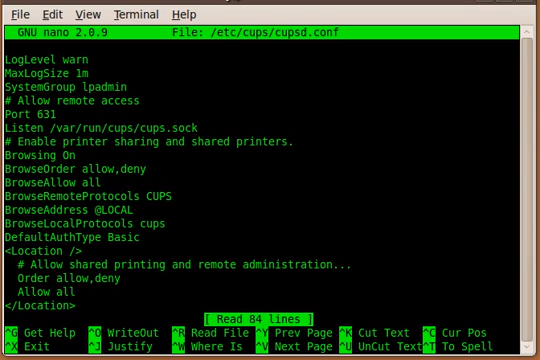 File Edit View Terminal Help
GNU nano 2.0.9 File: /etc/cups/cupsd.conf
LogLevel warn
MaxLogSize 1m
SystemGroup lpadmin
# Allow remote access
Port 631
Listen /var/run/cups/cups.sock
# Enable printer sharing and shared printers.
Browsing On
BrowseOrder allow,deny
BrowseAllow all
BrowseRemoteProtocols CUPS
BrowseAddress @LOCAL
BrowseLocalProtocols cups
DefaultAuthType Basic
<Location />
  # Allow shared printing and remote administration...
  Order allow,deny
  Allow all
</Location>
[ Read 84 lines ]
^G Get Help ^O WriteOut ^R Read File ^Y Prev Page ^K Cut Text ^C Cur Pos
^X Exit ^J Justify ^W Where Is ^V Next Page ^U UnCut Text ^T To Spell